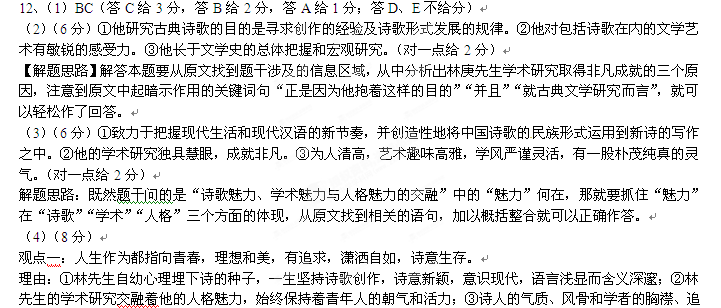 12、（1）BC（答 C 给 3 分，答 B 给 2 分，答 A 给 1 分；答 D、E 不给分）
（2）（6 分）①他研究古典诗歌的目的是寻求创作的经验及诗歌形式发展的规律。②他对包括诗歌在内的文学艺
术有敏锐的感受力。③他长于文学史的总体把握和宏观研究。（对一点给 2 分）
【解题思路】解答本题要从原文找到题干涉及的信息区域，从中分析出林庚先生学术研究取得非凡成就的三个原
因，注意到原文中起暗示作用的关键词句“正是因为他抱着这样的目的”“并且”“就古典文学研究而言”，就可
以轻松作了回答。
（3）（6 分）①致力于把握现代生活和现代汉语的新节奏，并创造性地将中国诗歌的民族形式运用到新诗的写作
之中。②他的学术研究独具慧眼，成就非凡。③为人清高，艺术趣味高雅，学风严谨灵活，有一股朴茂纯真的灵
气。（对一点给 2 分）
解题思路：既然题干问的是“诗歌魅力、学术魅力与人格魅力的交融”中的“魅力”何在，那就要抓住“魅力”
在“诗歌”“学术”“人格”三个方面的体现，从原文找到相关的语句，加以概括整合就可以正确作答。
（4）（8 分）
观点一：人生作为都指向青春，理想和美，有追求，潇洒自如，诗意生存。
理由：①林先生自幼心理埋下诗的种子，一生坚持诗歌创作，诗意新颖，意识现代，语言浅显而含义深邃；②林
先生的学术研究交融着他的人格魅力，始终保持着青年人的朝气和活力；③诗人的气质、风骨和学者的胸襟、追